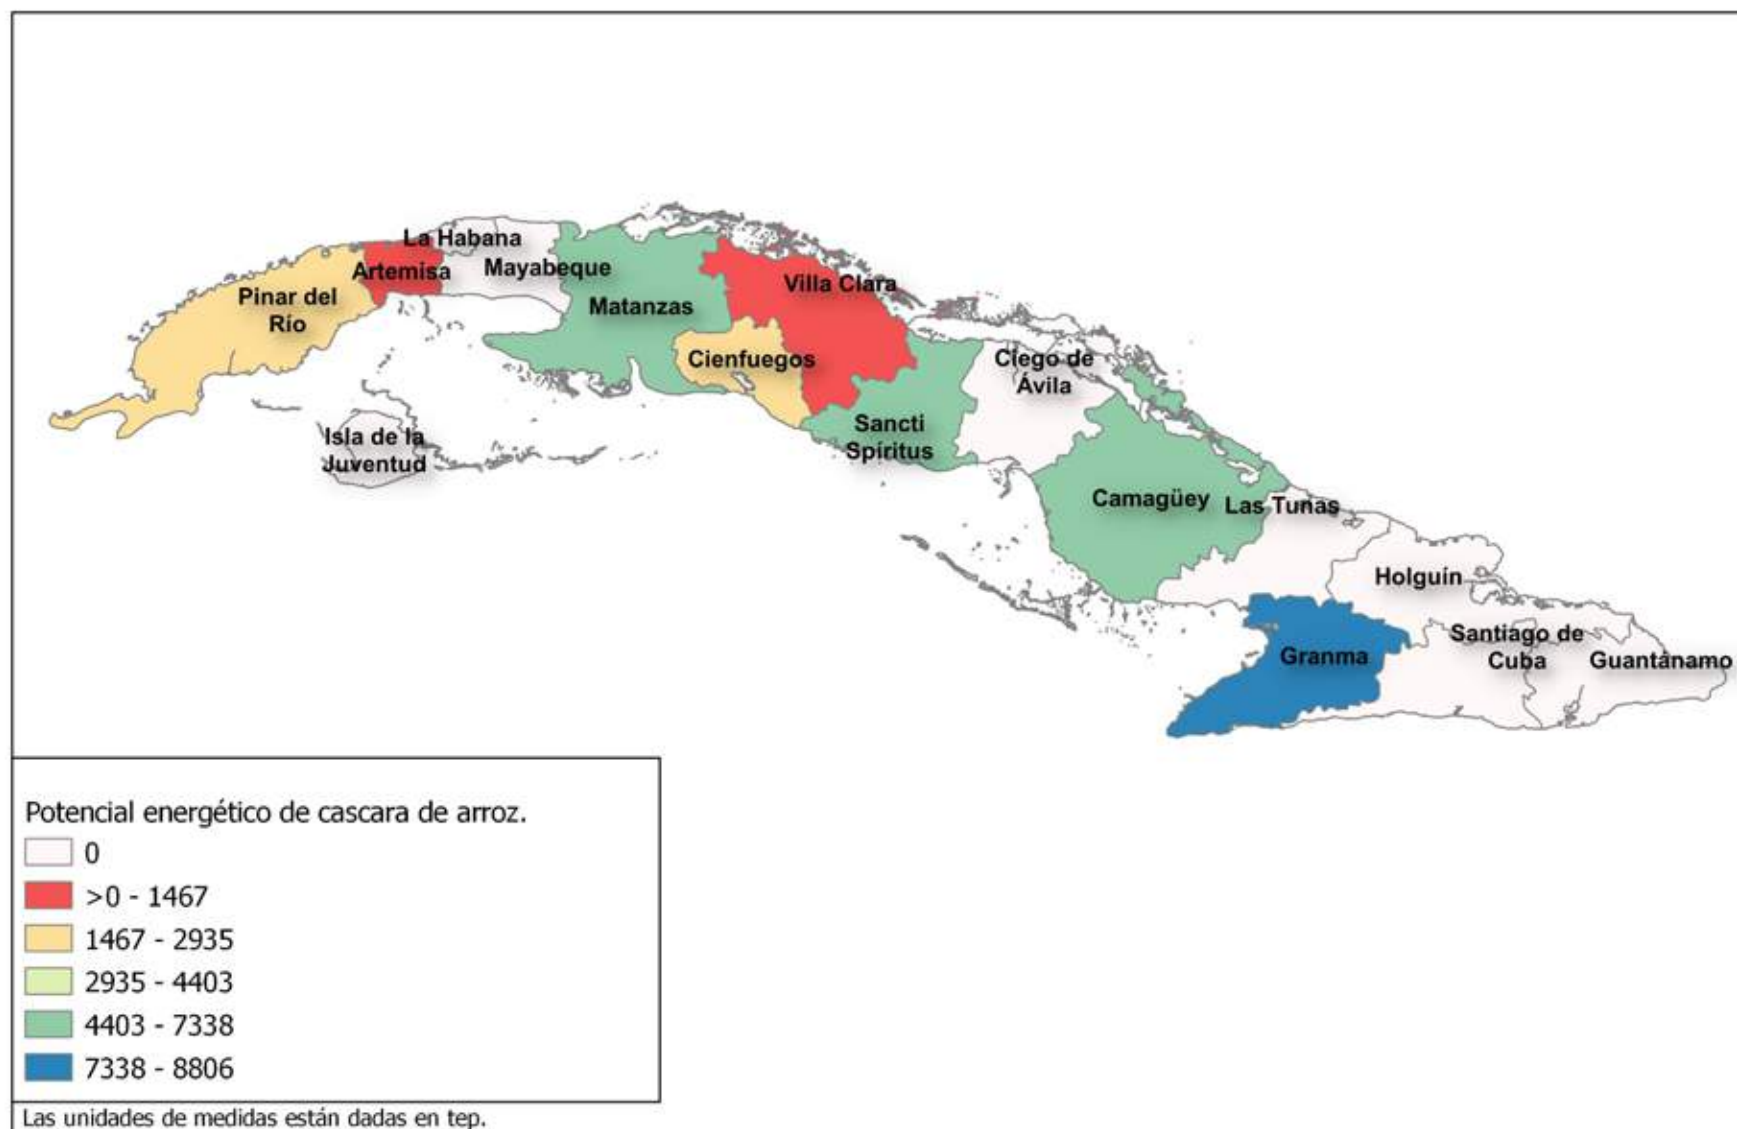 La Habana
Artemisa
Mayabeque
Pinar del
Río
Matanzas
Villa Clara
Cienfuegos
Ciego de
Ávila
Isla de la
Juventud
Sancti
Spíritus
Camagüey
Las Tunas
Holguín
Santiago de
Cuba
Granma
Guantánamo
Potencial energético de cascara de arroz.
0
>0 - 1467
1467 - 2935
2935 - 4403
4403 - 7338
7338 - 8806
Las unidades de medidas están dadas en tep.